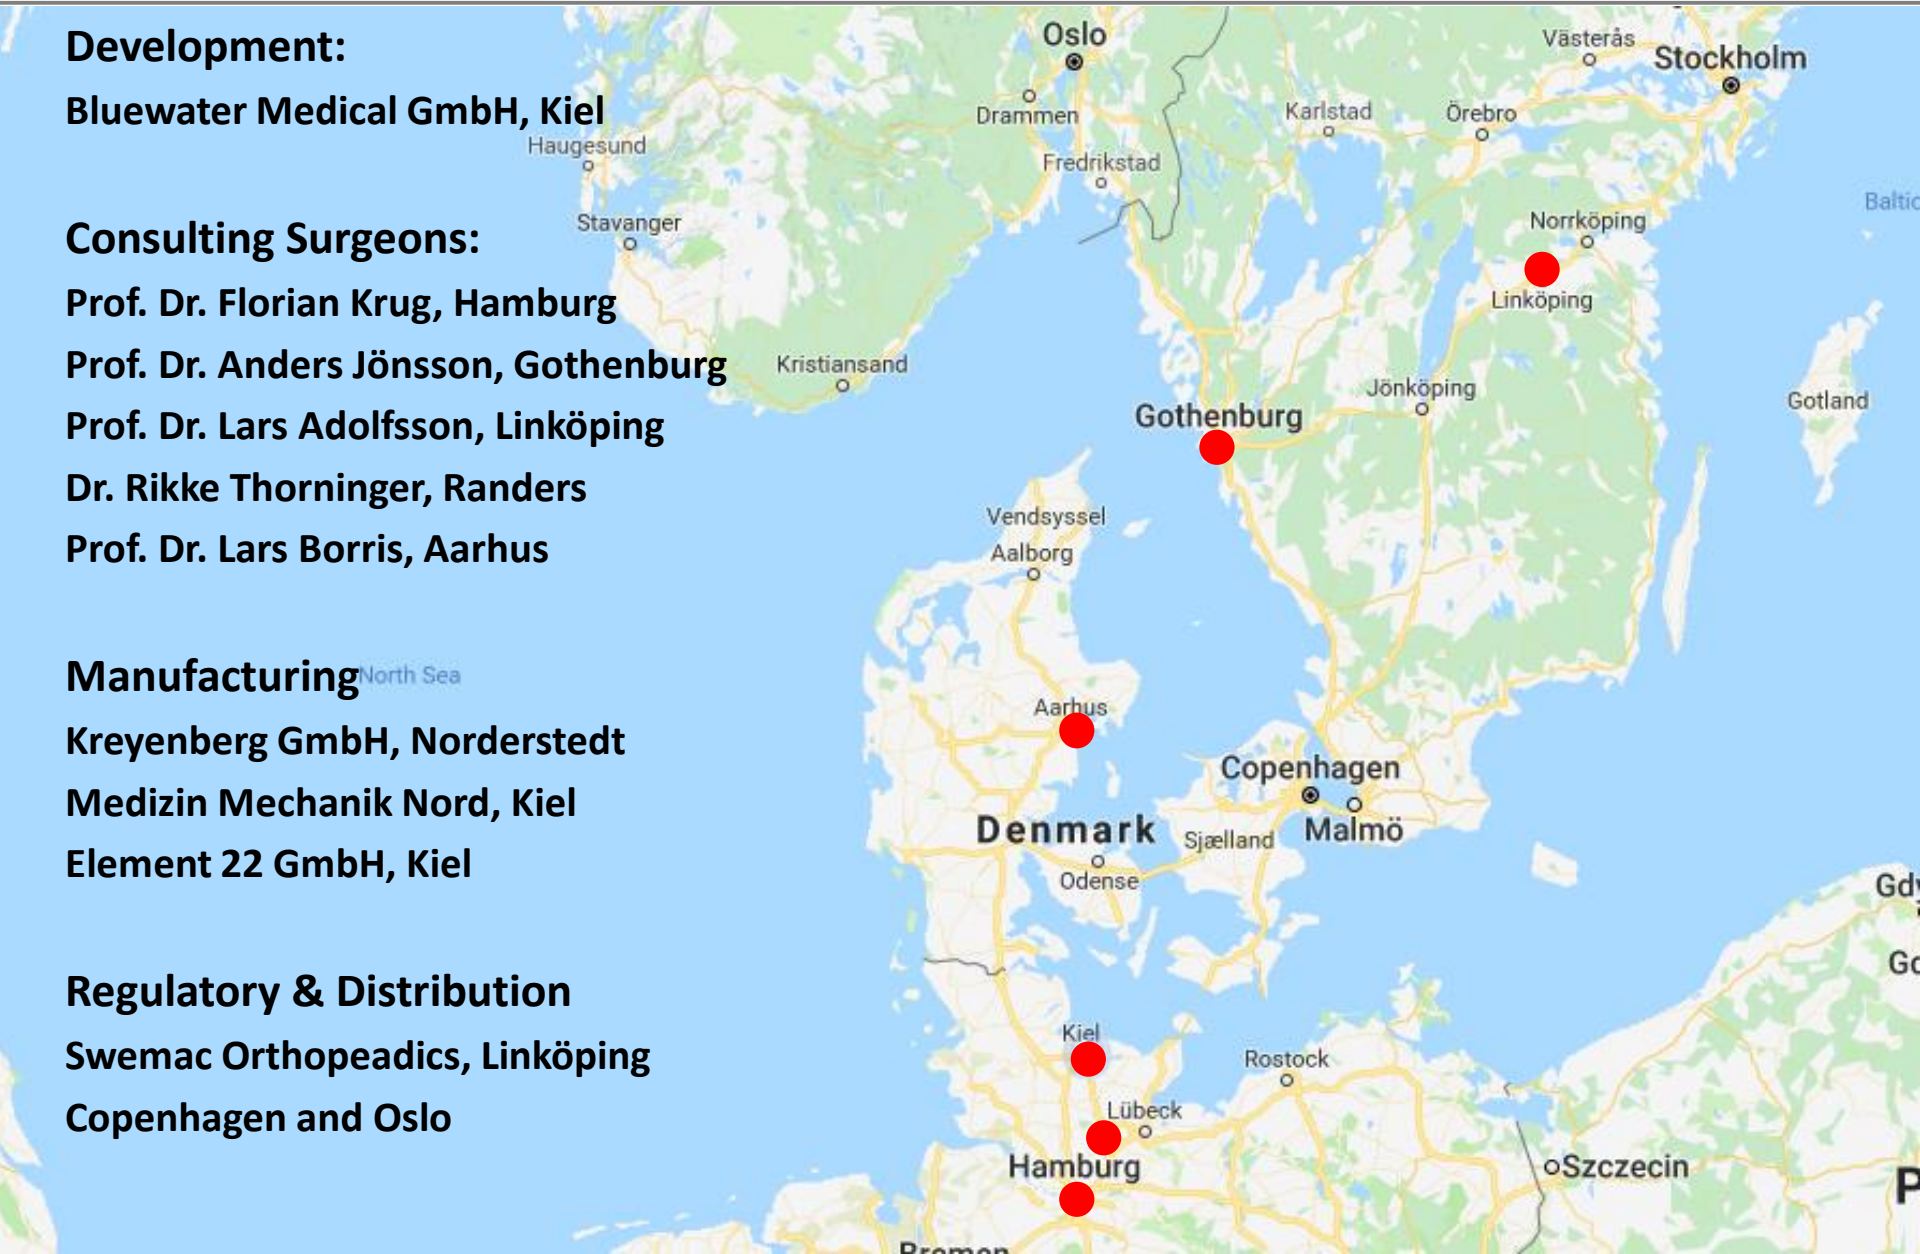 Development:
Bluewater Medical GmbH, Kiel
Consulting Surgeons:
Prof. Dr. Florian Krug, Hamburg
Prof. Dr. Anders Jönsson, Gothenburg
Prof. Dr. Lars Adolfsson, Linköping
Dr. Rikke Thorninger, Randers
Prof. Dr. Lars Borris, Aarhus
Manufacturing
Kreyenberg GmbH, Norderstedt
Medizin Mechanik Nord, Kiel
Element 22 GmbH, Kiel
Regulatory & Distribution
Swemac Orthopeadics, Linköping
Copenhagen and Oslo
Oslo
Västerås
Stockholm
Drammen
Karlstad
Örebro
Haugesund
Fredrikstad
Baltic
Stavanger
Norrköping
Linköping
Kristiansand
Jönköping
Gotland
Gothenburg
Vendsyssel
Aalborg
North Sea
Aarhus
Copenhagen
Denmark
Sjælland
Malmö
Odense
Gdy
Kiel
Rostock
Lübeck
Hamburg
Szczecin
P
Bremen